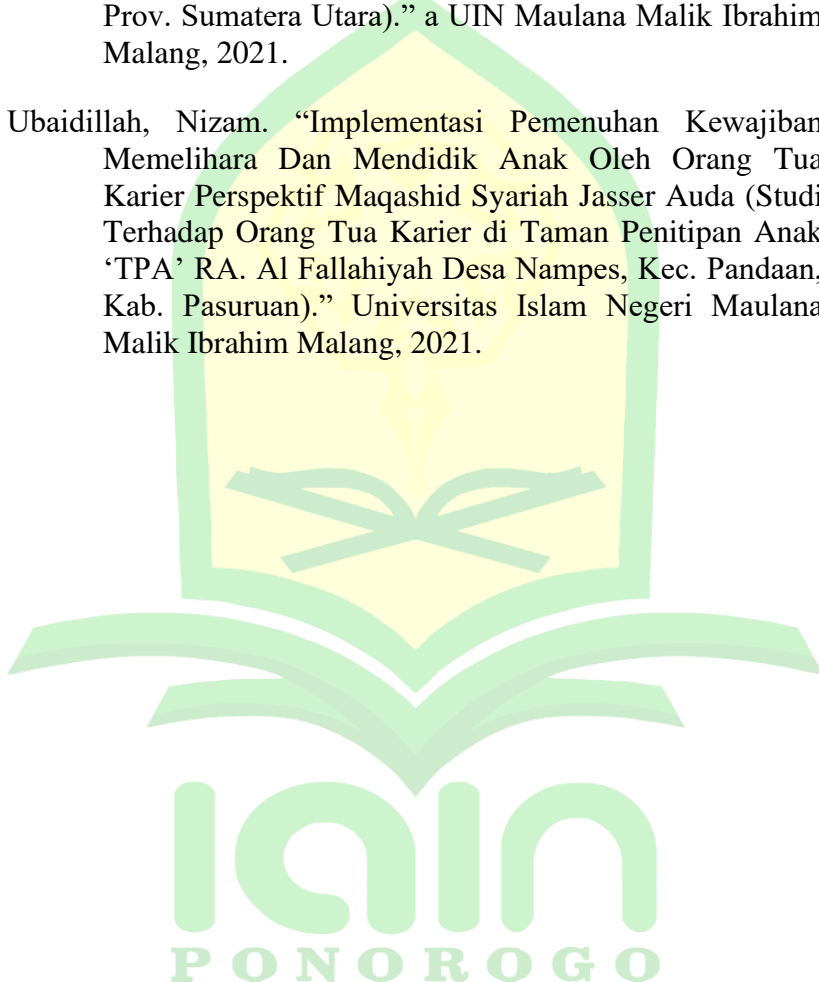 Prov. Sumatera Utara).” a UIN Maulana Malik Ibrahim
Malang, 2021.
Ubaidillah, Nizam. “Implementasi Pemenuhan Kewajiban
Memelihara Dan Mendidik Anak Oleh Orang Tua
Karier Perspektif Maqashid Syariah Jasser Auda (Studi
Terhadap Orang Tua Karier di Taman Penitipan Anak
‘TPA’ RA. Al Fallahiyah Desa Nampes, Kec. Pandaan,
Kab. Pasuruan).” Universitas Islam Negeri Maulana
Malik Ibrahim Malang, 2021.
iain
PONOROGO